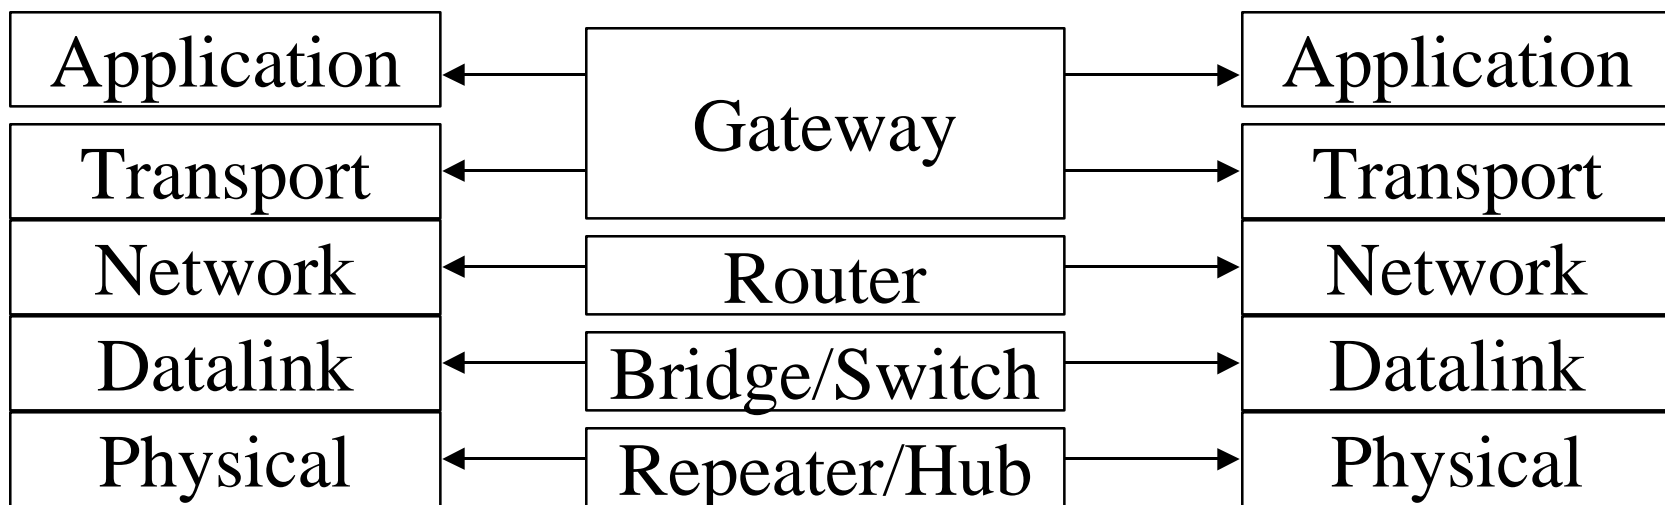 Application
Gateway
Application
Transport
Transport
Network
Router
Network
Datalink
Bridge/Switch
Datalink
Physical
Repeater/Hub
Physical